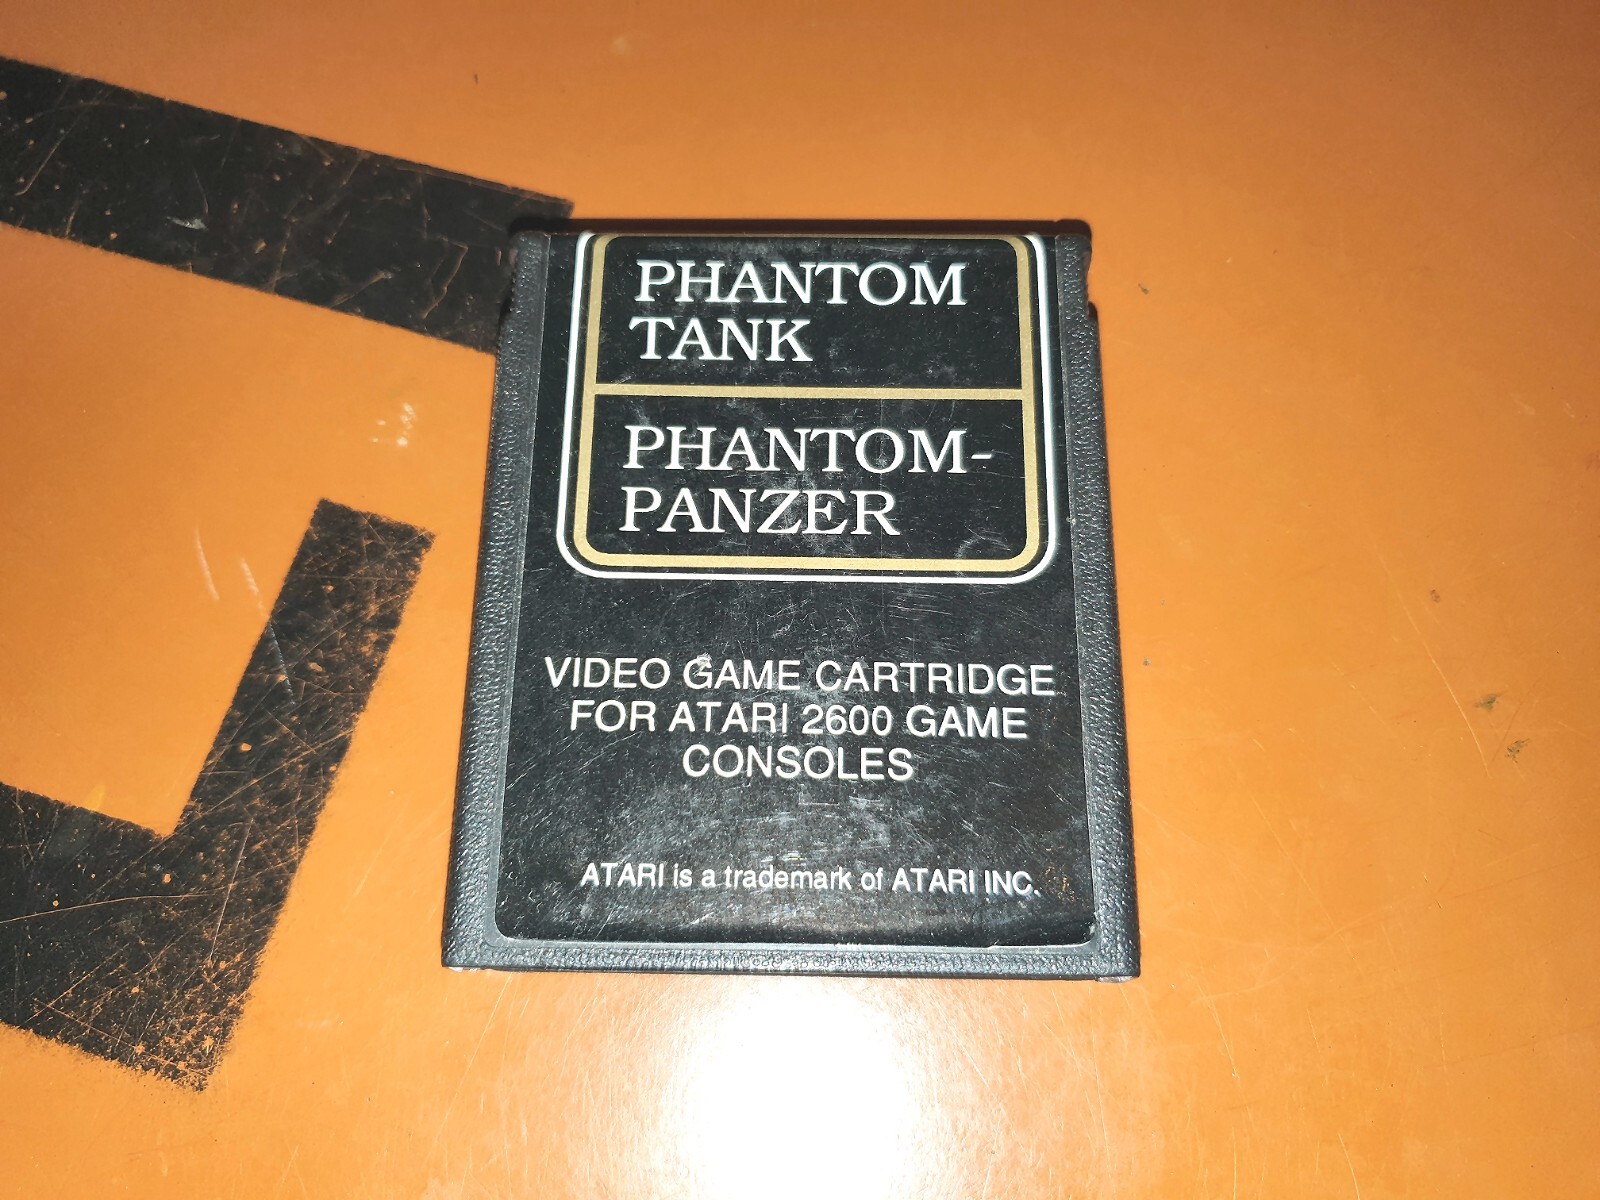 PHANTOM
TANK
PHANTOM-
PANZER
VIDEO GAME CARTRIDGE
FOR ATARI 2600 GAME
CONSOLES
ATARI is a trademark of ATARI INC.